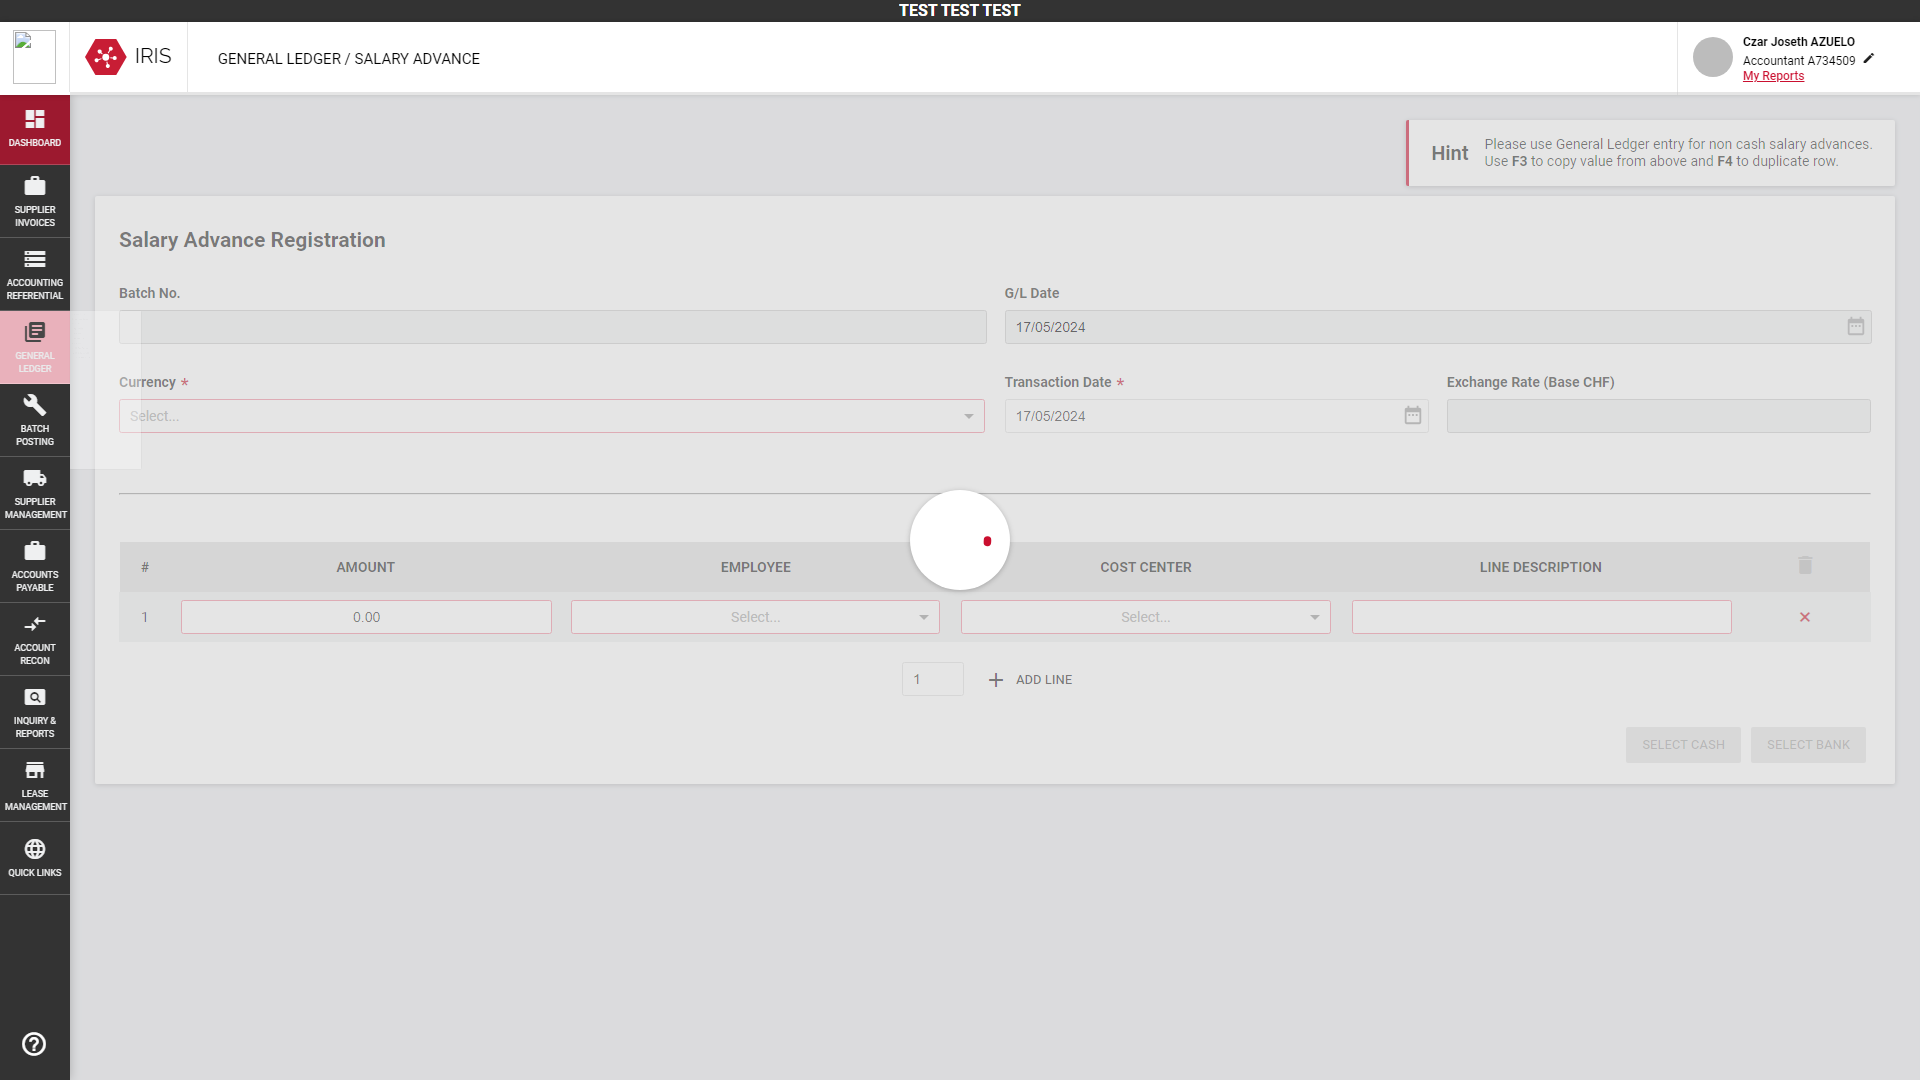 TEST TEST TEST
IRIS
GENERAL LEDGER / SALARY ADVANCE
Czar Joseth AZUELO
Accountant A734509
My Reports
DASHBOARD
SUPPLIER
INVOICES
ACCOUNTING
REFERENTIAL
GENERAL
LEDGER
BATCH
POSTING
SUPPLIER
MANAGEMENT
ACCOUNTS
PAYABLE
ACCOUNT
RECON
INQUIRY &
REPORTS
LEASE
MANAGEMENT
QUICK LINKS
Hint
Please use General Ledger entry for non cash salary advances.
Use F3 to copy value from above and F4 to duplicate row.
Salary Advance Registration
Batch No.
G/L Date
17/05/2024
Currency *
Transaction Date *
Exchange Rate (Base CHF)
Select...
17/05/2024
# AMOUNT EMPLOYEE COST CENTER LINE DESCRIPTION
1 0.00 Select... Select...
1 ADD LINE
SELECT CASH SELECT BANK